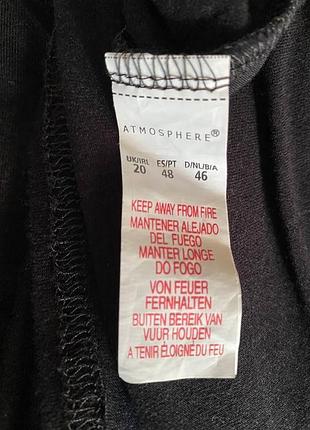 ATMOSPHERE®
UK/IRL ES/PT D/NL/B/A
20 48 46
KEEP AWAY FROM FIRE
MANTENER ALEJADO
DEL FUEGO
MANTER LONGE
DO FOGO
VON FEUER
FERNHALTEN
BUITEN BEREIK VAN
VUUR HOUDEN
A TENIR ÉLOIGNÉ DU FEU